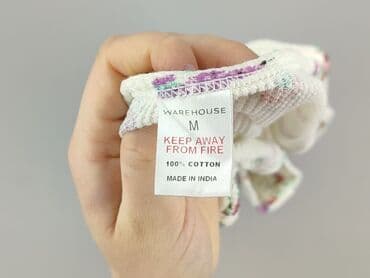 WAREHOUSE
M
KEEP AWAY
FROM FIRE
100% COTTON
MADE IN INDIA